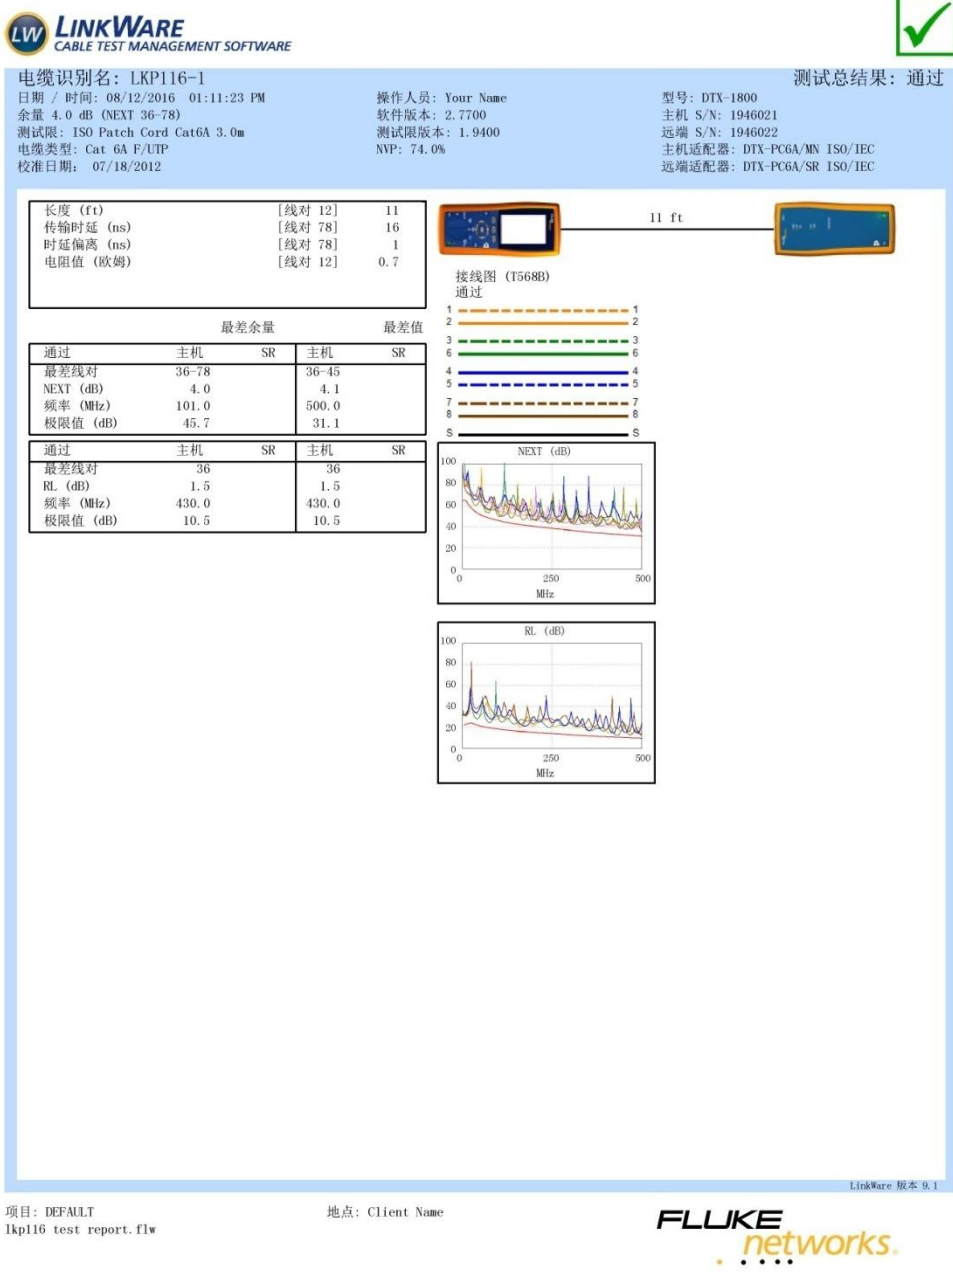 LW LINKWARE
CABLE TEST MANAGEMENT SOFTWARE
电缆识别名: LKP116-1
测试总结果: 通过
日期 / 时间: 08/12/2016 01:11:23 PM
余量 4.0 dB (NEXT 36-78)
测试限: ISO Patch Cord Cat6A 3.0m
电缆类型: Cat 6A F/UTP
校准日期: 07/18/2012
操作人员: Your Name
软件版本: 2.7700
测试限版本: 1.9400
NVP: 74.0%
型号: DTX-1800
主机 S/N: 1946021
远端 S/N: 1946022
主机适配器: DTX-PC6A/MN ISO/IEC
远端适配器: DTX-PC6A/SR ISO/IEC
长度 (ft) [线对 12] 11
传输时延 (ns) [线对 78] 16
时延偏离 (ns) [线对 78] 1
电阻值 (欧姆) [线对 12] 0.7
最差余量 最差值
通过 主机 SR 主机 SR
最差线对 36-78 36-45
NEXT (dB) 4.0 4.1
频率 (MHz) 101.0 500.0
极限值 (dB) 45.7 31.1
通过 主机 SR 主机 SR
最差线对 36 36
RL (dB) 1.5 1.5
频率 (MHz) 430.0 430.0
极限值 (dB) 10.5 10.5
11 ft
接线图 (T568B)
通过
1 1
2 2
3 3
6 6
4 4
5 5
7 7
8 8
S S
NEXT (dB)
100
80
60
40
20
0
0 250 500
MHz
RL (dB)
100
80
60
40
20
0
0 250 500
MHz
LinkWare 版本 9.1
项目: DEFAULT
lkp116 test report.flw
地点: Client Name
FLUKE
networks.